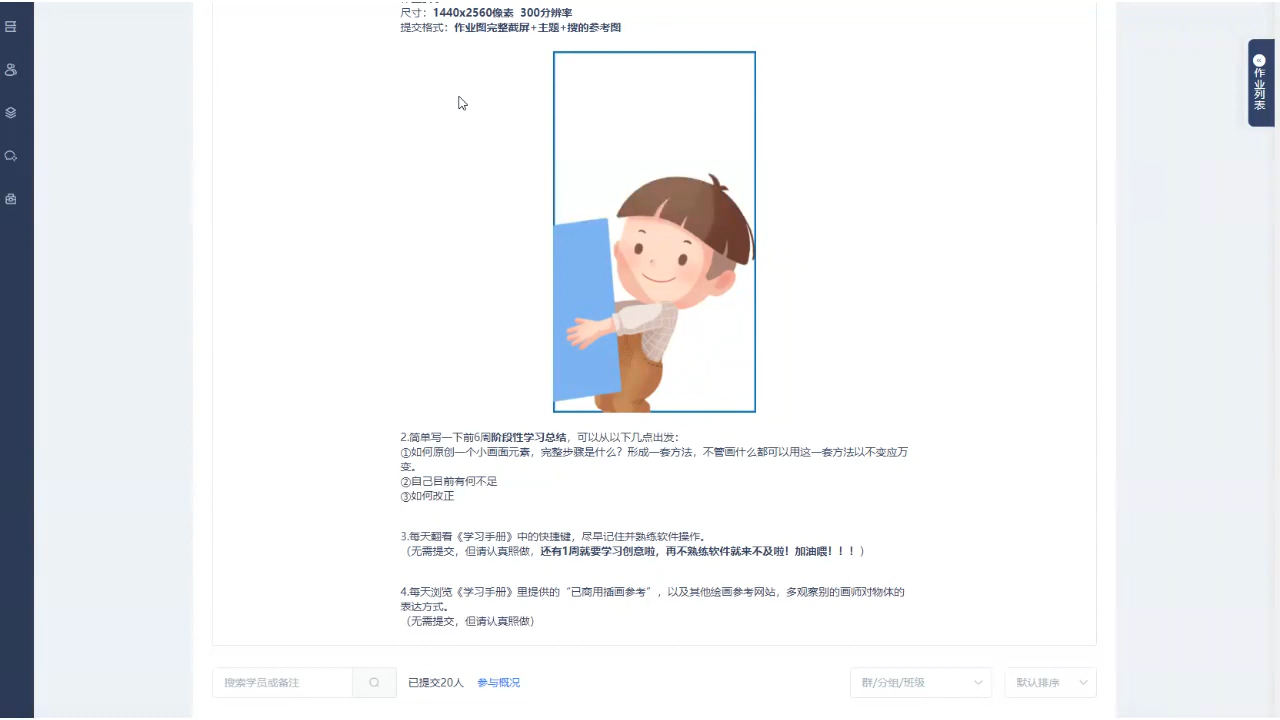 尺寸：1440x2560像素 300分辨率
提交格式：作业图完整截屏+主题+搜的参考图
作业列表
2.简单写一下前6周阶段性学习总结，可以从以下几点出发：
①如何原创一个小画面元素，完整步骤是什么？形成一套方法，不管画什么都可以用这一套方法以不变应万
变。
②自己目前有何不足
③如何改正
3.每天翻看《学习手册》中的快捷键，尽早记住并熟练软件操作。
（无需提交，但请认真照做，还有1周就要学习创意啦，再不熟练软件就来不及啦！加油喂！！！）
4.每天浏览《学习手册》里提供的“已商用插画参考”，以及其他绘画参考网站，多观察别的画师对物体的
表达方式。
（无需提交，但请认真照做）
搜索学员或备注
已提交20人 参与概况
群/分组/班级
默认排序